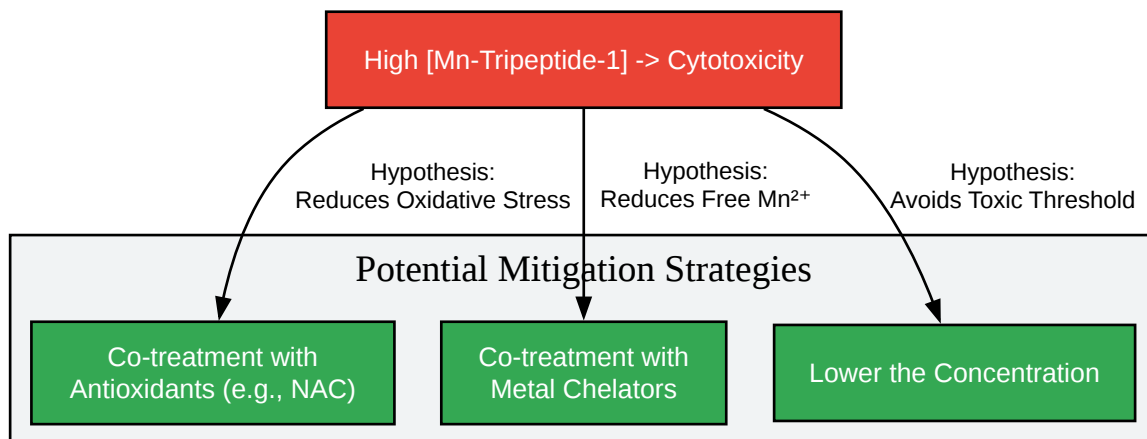 High [Mn-Tripeptide-1] -> Cytotoxicity
Hypothesis:
Reduces Oxidative Stress
Hypothesis:
Reduces Free Mn²⁺
Hypothesis:
Avoids Toxic Threshold
Potential Mitigation Strategies
Co-treatment with
Antioxidants (e.g., NAC)
Co-treatment with
Metal Chelators
Lower the Concentration